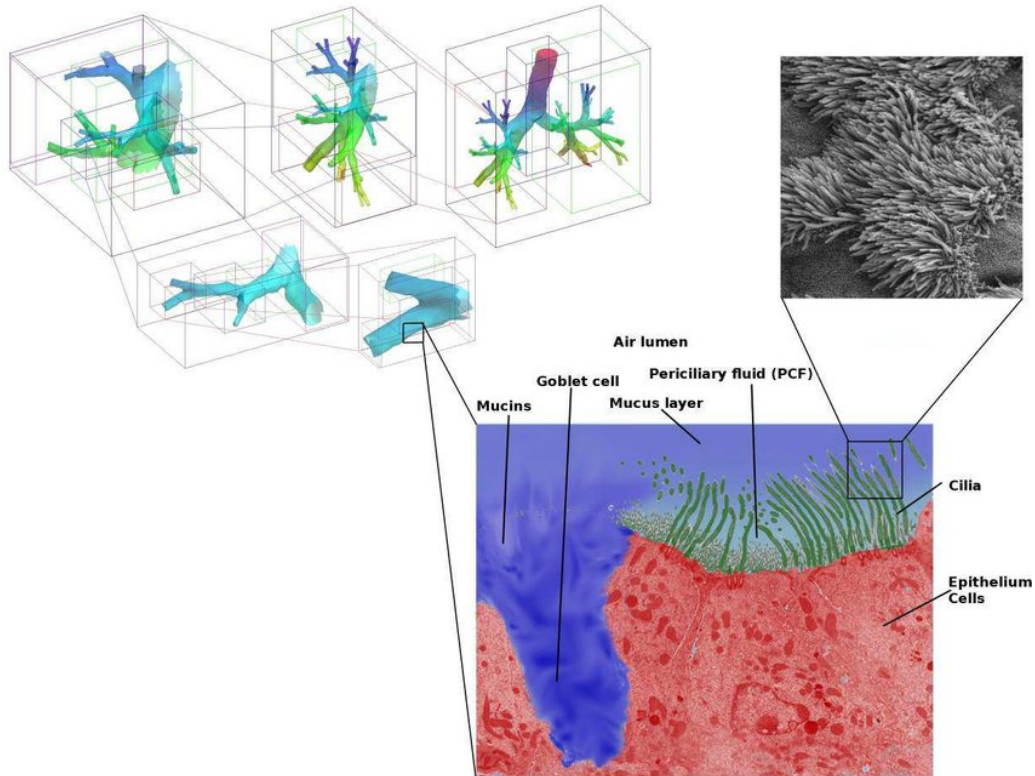 Air lumen
Periciliary fluid (PCF)
Goblet cell
Mucus layer
Mucins
Cilia
Epithelium
Cells